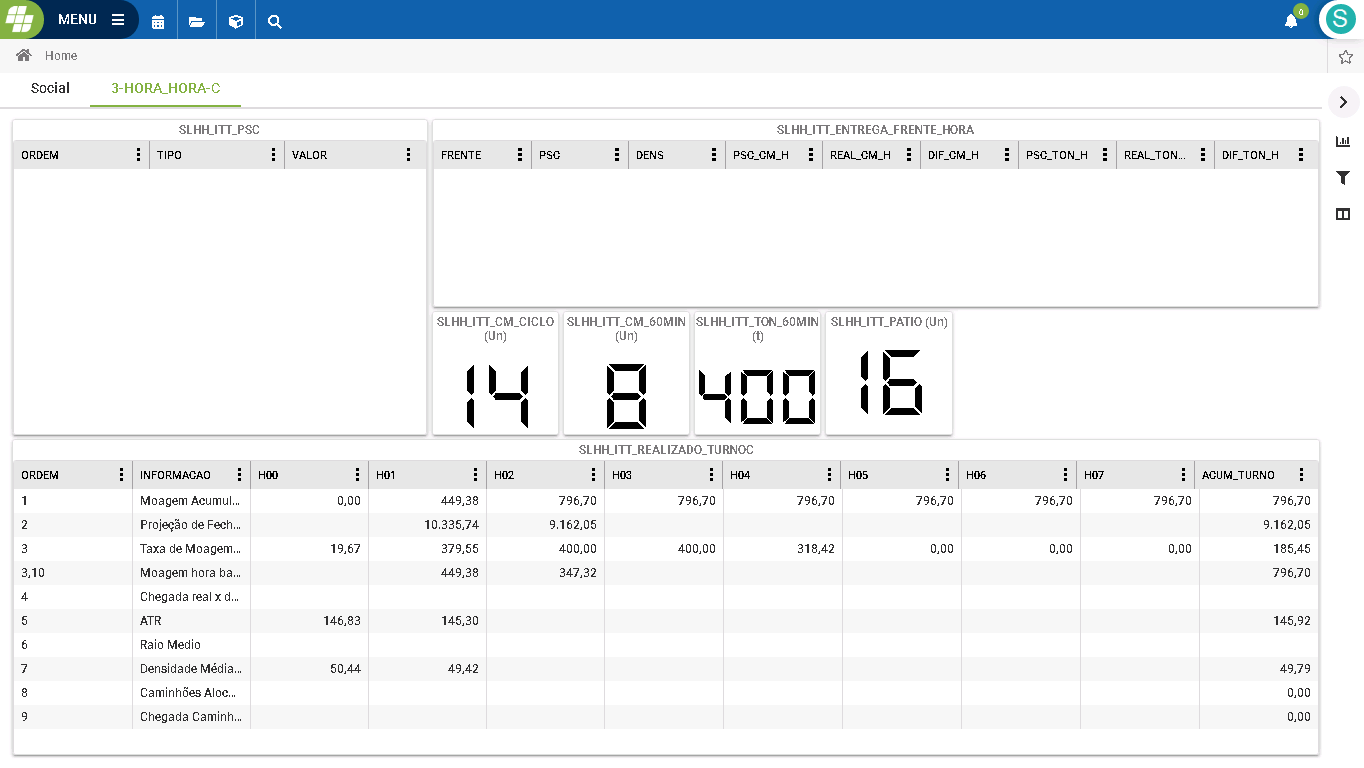 MENU
0
S
Home
Social 3-HORA_HORA-C
SLHH_ITT_PSC
ORDEM TIPO VALOR
SLHH_ITT_ENTREGA_FRENTE_HORA
FRENTE PSC DENS PSC_CM_H REAL_CM_H DIF_CM_H PSC_TON_H REAL_TON... DIF_TON_H
SLHH_ITT_CM_CICLO
(Un)
14
SLHH_ITT_CM_60MIN
(Un)
8
SLHH_ITT_TON_60MIN
(t)
400
SLHH_ITT_PATIO (Un)
16
SLHH_ITT_REALIZADO_TURNOC
ORDEM INFORMACAO H00 H01 H02 H03 H04 H05 H06 H07 ACUM_TURNO
1 Moagem Acumul... 0,00 449,38 796,70 796,70 796,70 796,70 796,70 796,70 796,70
2 Projeção de Fech... 10.335,74 9.162,05 9.162,05
3 Taxa de Moagem... 19,67 379,55 400,00 400,00 318,42 0,00 0,00 0,00 185,45
3,10 Moagem hora ba... 449,38 347,32 796,70
4 Chegada real x d...
5 ATR 146,83 145,30 145,92
6 Raio Medio
7 Densidade Média... 50,44 49,42 49,79
8 Caminhões Aloc... 0,00
9 Chegada Caminh... 0,00